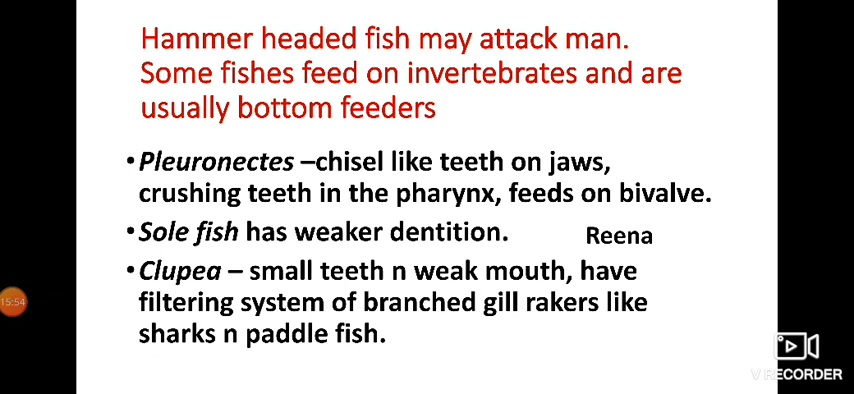 Hammer headed fish may attack man.
Some fishes feed on invertebrates and are
usually bottom feeders
•Pleuronectes –chisel like teeth on jaws,
crushing teeth in the pharynx, feeds on bivalve.
•Sole fish has weaker dentition.
Reena
•Clupea – small teeth n weak mouth, have
filtering system of branched gill rakers like
sharks n paddle fish.
15:54
V RECORDER